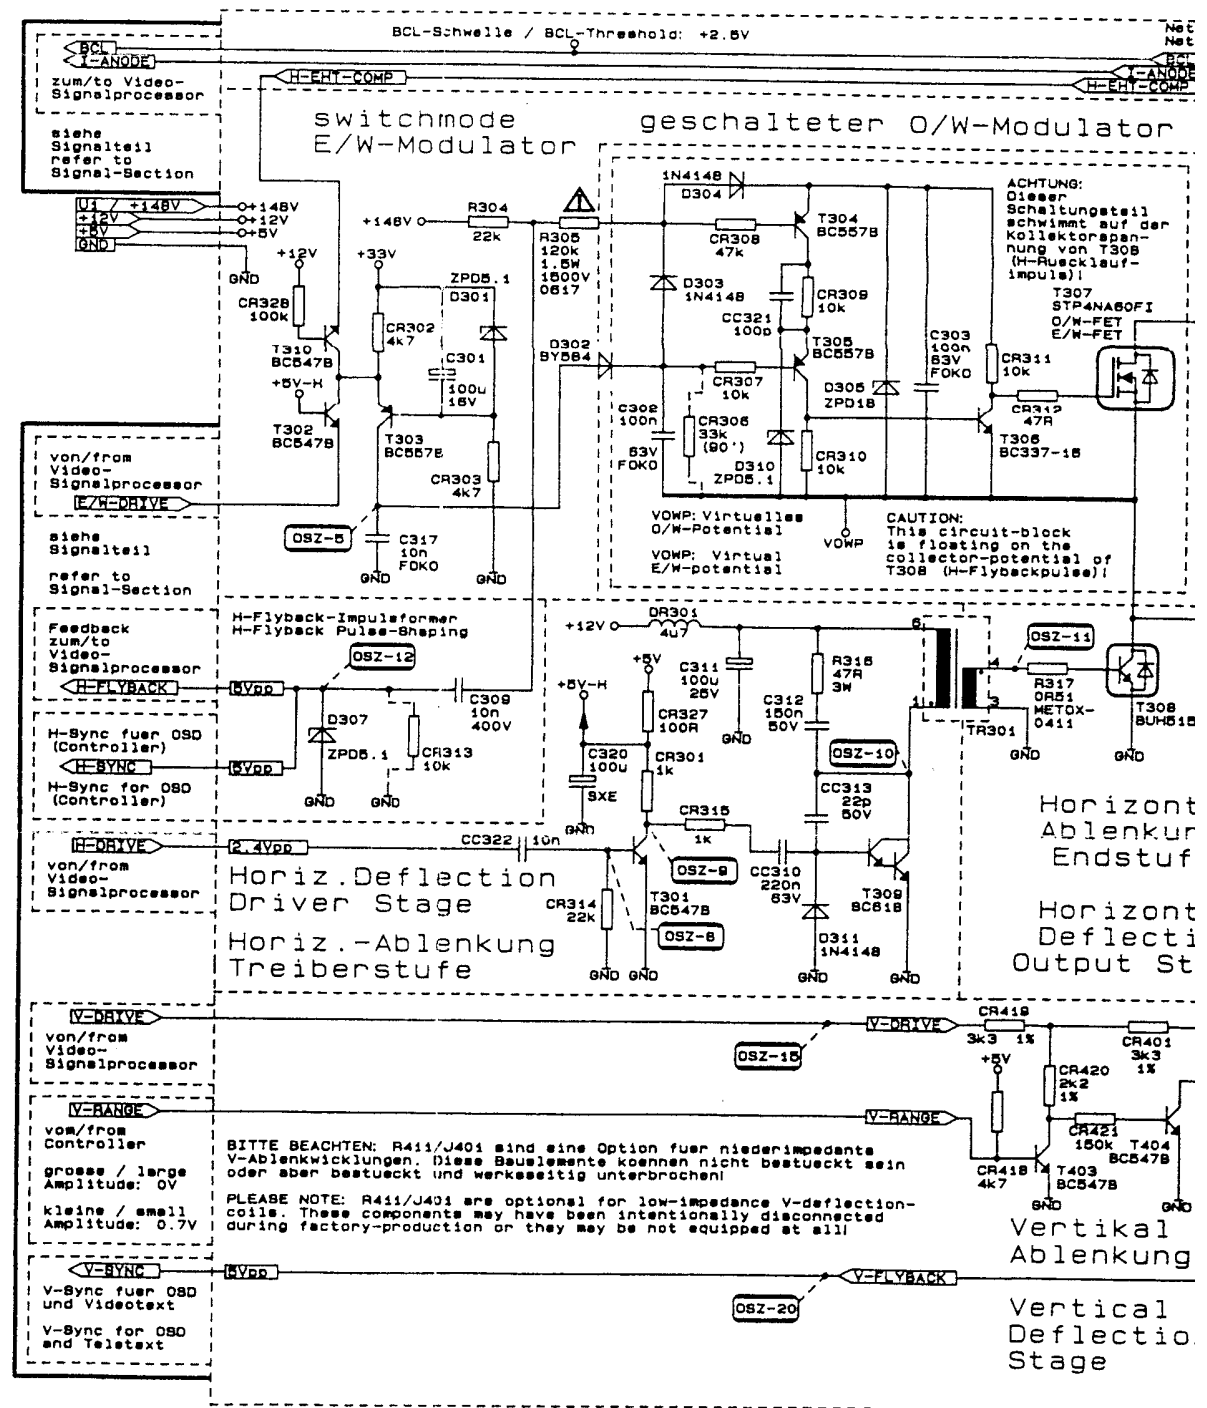 BCL-Schwelle / BCL-Threshold: +2.5V
Net
Net
BCL
I-ANODE
zum/to Video-
Signalprocessor
H-EHT-COMP
BCL
I-ANODE
H-EHT-COMP
siehe
Signalteil
refer to
Signal-Section
switchmode
E/W-Modulator
geschalteter O/W-Modulator
U1 / +148V
+12V
+5V
GND
+148V
+12V
+5V
GND
+12V
CR328
100k
T310
BC547B
+5V-H
T302
BC547B
+33V
CR302
4k7
C301
100u
16V
ZPD5.1
D301
T303
BC557B
CR303
4k7
+148V
R304
22k
R305
120k
1.5W
1500V
0617
D302
BY584
OSZ-5
C317
10n
FOKO
GND
GND
1N4148
D304
CR308
47k
T304
BC557B
D303
1N4148
CC321
100p
CR309
10k
T305
BC557B
CR307
10k
C302
100n
63V
FOKO
CR306
33k
(90°)
D310
ZPD5.1
CR310
10k
D305
ZPD18
C303
100n
63V
FOKO
CR311
10k
CR312
47R
T306
BC337-16
ACHTUNG:
Dieser
Schaltungsteil
schwimmt auf der
Kollektorspan-
nung von T308
(H-Ruecklauf-
impuls)!
T307
STP4NA60FI
O/W-FET
E/W-FET
VOWP: Virtuelles
O/W-Potential
VOWP: Virtual
E/W-potential
VOWP
CAUTION:
This circuit-block
is floating on the
collector-potential of
T308 (H-Flybackpulse)!
von/from
Video-
Signalprocessor
E/W-DRIVE
siehe
Signalteil
refer to
Signal-Section
Feedback
zum/to
Video-
Signalprocessor
H-FLYBACK
5Vpp
H-Sync fuer OSD
(Controller)
H-SYNC
5Vpp
H-Sync for OSD
(Controller)
H-Flyback-Impulsformer
H-Flyback Pulse-Shaping
OSZ-12
D307
ZPD5.1
CR313
10k
C309
10n
400V
GND
GND
+12V
DR301
4u7
+5V
+5V-H
C320
100u
SXE
GND
CR327
100R
CR301
1k
C311
100u
25V
GND
R316
47R
3W
C312
150n
50V
OSZ-10
CC313
22p
50V
6
1
4
3
TR301
OSZ-11
R317
0R51
METOX-
0411
GND
T308
BUH515
GND
H-DRIVE
2.4Vpp
von/from
Video-
Signalprocessor
CC322
10n
CR315
1k
OSZ-9
CC310
220n
63V
T309
BC618
CR314
22k
T301
BC547B
OSZ-8
D311
1N4148
GND
GND
GND
GND
Horiz.Deflection
Driver Stage
Horiz.-Ablenkung
Treiberstufe
Horizont
Ablenkur
Endstuf
Horizont
Deflecti
Output St
V-DRIVE
von/from
Video-
Signalprocessor
OSZ-15
V-DRIVE
CR419
3k3 1%
CR401
3k3
1%
+5V
CR420
2k2
1%
V-RANGE
vom/from
Controller
grosse / large
Amplitude: 0V
kleine / small
Amplitude: 0.7V
V-RANGE
CR421
150k
T404
BC547B
CR418
4k7
T403
BC547B
GND
GND
BITTE BEACHTEN: R411/J401 sind eine Option fuer niederimpedante
V-Ablenkwicklungen. Diese Bauelemente koennen nicht bestueckt sein
oder aber bestueckt und werksseitig unterbrochen!
PLEASE NOTE: R411/J401 are optional for low-impedance V-deflection-
coils. These components may have been intentionally disconnected
during factory-production or they may be not equipped at all!
Vertikal
Ablenkung
V-SYNC
5Vpp
V-FLYBACK
OSZ-20
V-Sync fuer OSD
und Videotext
V-Sync for OSD
and Teletext
Vertical
Deflectio
Stage